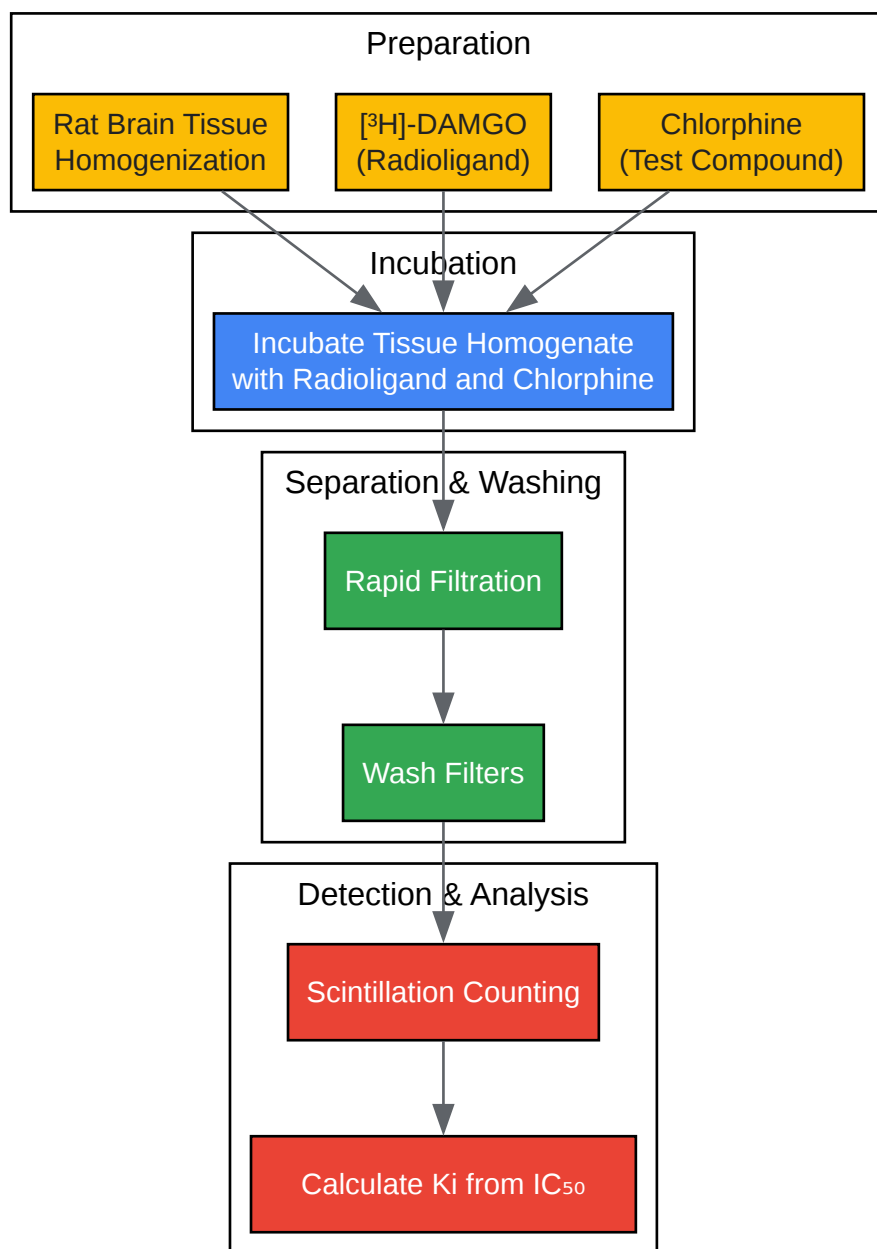 Preparation
Rat Brain Tissue
Homogenization
[³H]-DAMGO
(Radioligand)
Chlorphine
(Test Compound)
Incubation
Incubate Tissue Homogenate
with Radioligand and Chlorphine
Separation & Washing
Rapid Filtration
Wash Filters
Detection & Analysis
Scintillation Counting
Calculate Ki from IC₅₀